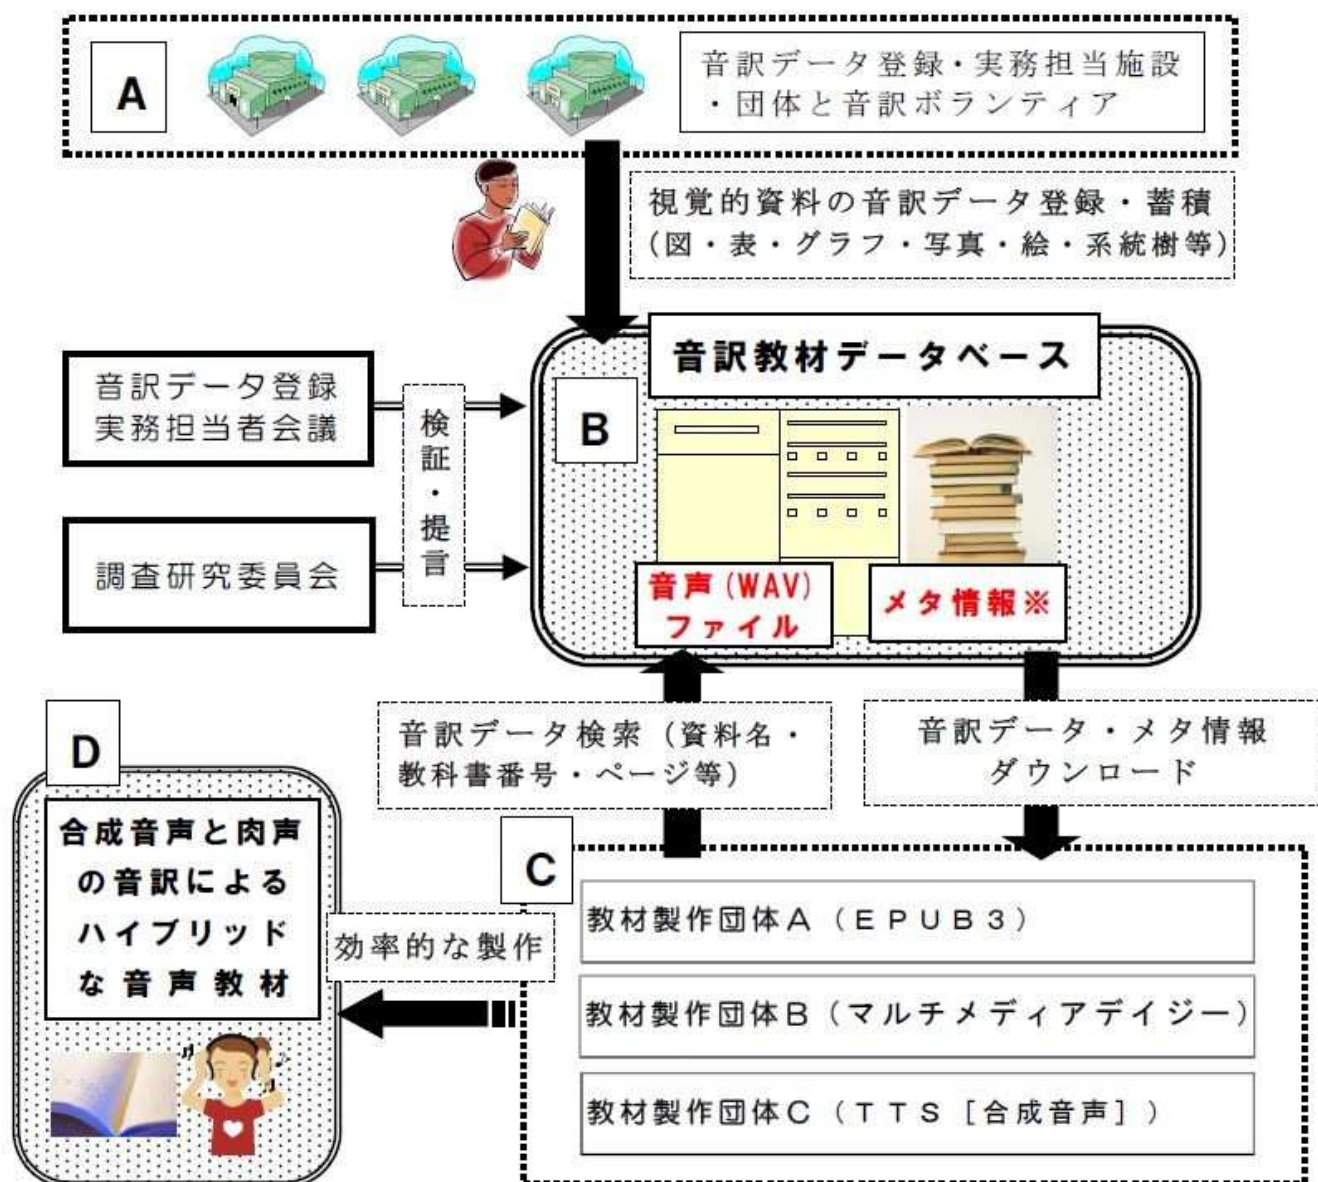 A
音訳データ登録・実務担当施設
・団体と音訳ボランティア
視覚的資料の音訳データ登録・蓄積
(図・表・グラフ・写真・絵・系統樹等)
音訳教材データベース
B
音訳データ登録
実務担当者会議
検証・提言
調査研究委員会
音声(WAV)
ファイル
メタ情報※
音訳データ検索(資料名・
教科書番号・ページ等)
音訳データ・メタ情報
ダウンロード
D
合成音声と肉声
の音訳による
ハイブリッド
な音声教材
効率的な製作
C
教材製作団体A(EPUB3)
教材製作団体B(マルチメディアデイジー)
教材製作団体C(TTS[合成音声])